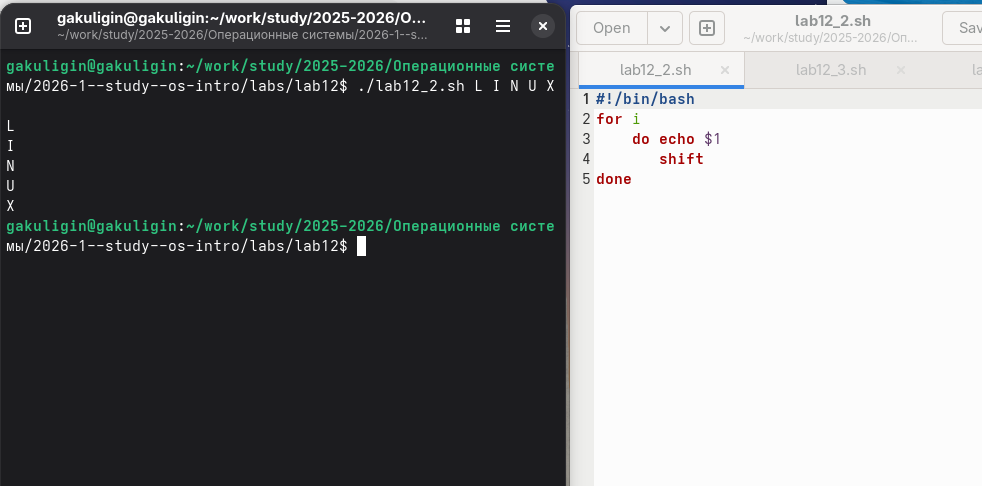 gakuligin@gakuligin:~/work/study/2025-2026/О...
~/work/study/2025-2026/Операционные системы/2026-1--s...
gakuligin@gakuligin:~/work/study/2025-2026/Операционные систе
мы/2026-1--study--os-intro/labs/lab12$ ./lab12_2.sh L I N U X
L
I
N
U
X
gakuligin@gakuligin:~/work/study/2025-2026/Операционные систе
мы/2026-1--study--os-intro/labs/lab12$
Open
lab12_2.sh
~/work/study/2025-2026/Оп...
Sav
lab12_2.sh
lab12_3.sh
la
1 #!/bin/bash
2 for i
3     do echo $1
4        shift
5 done